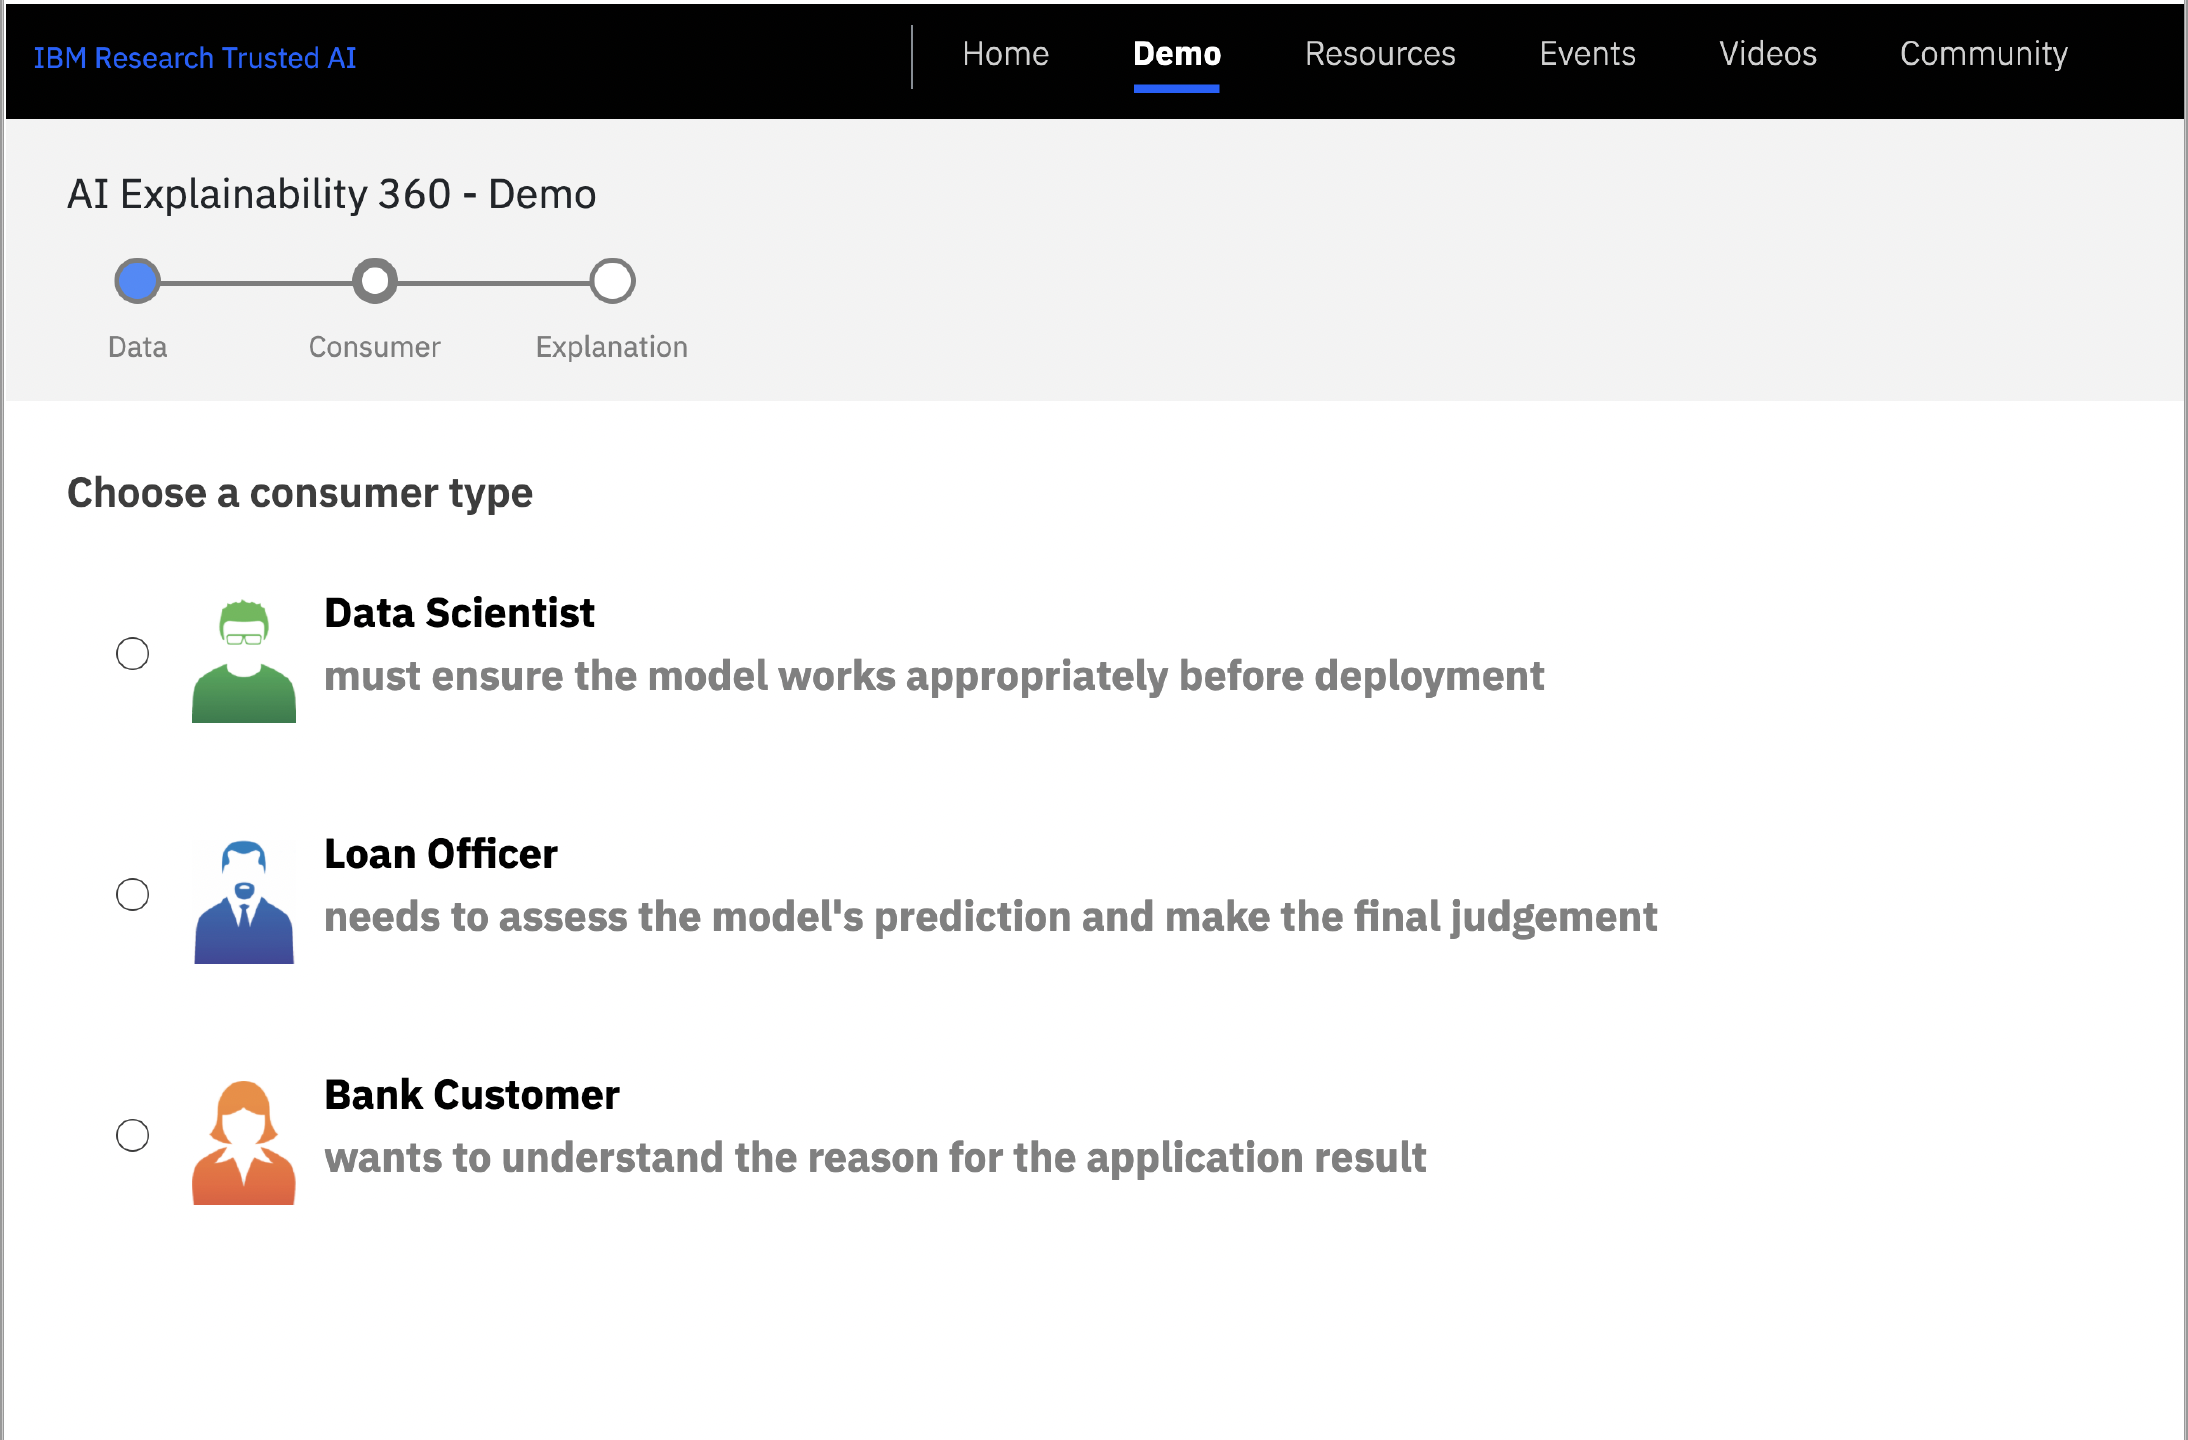 IBM Research Trusted AI
Home Demo Resources Events Videos Community
AI Explainability 360 - Demo
Data Consumer Explanation
Choose a consumer type
Data Scientist
must ensure the model works appropriately before deployment
Loan Officer
needs to assess the model's prediction and make the final judgement
Bank Customer
wants to understand the reason for the application result